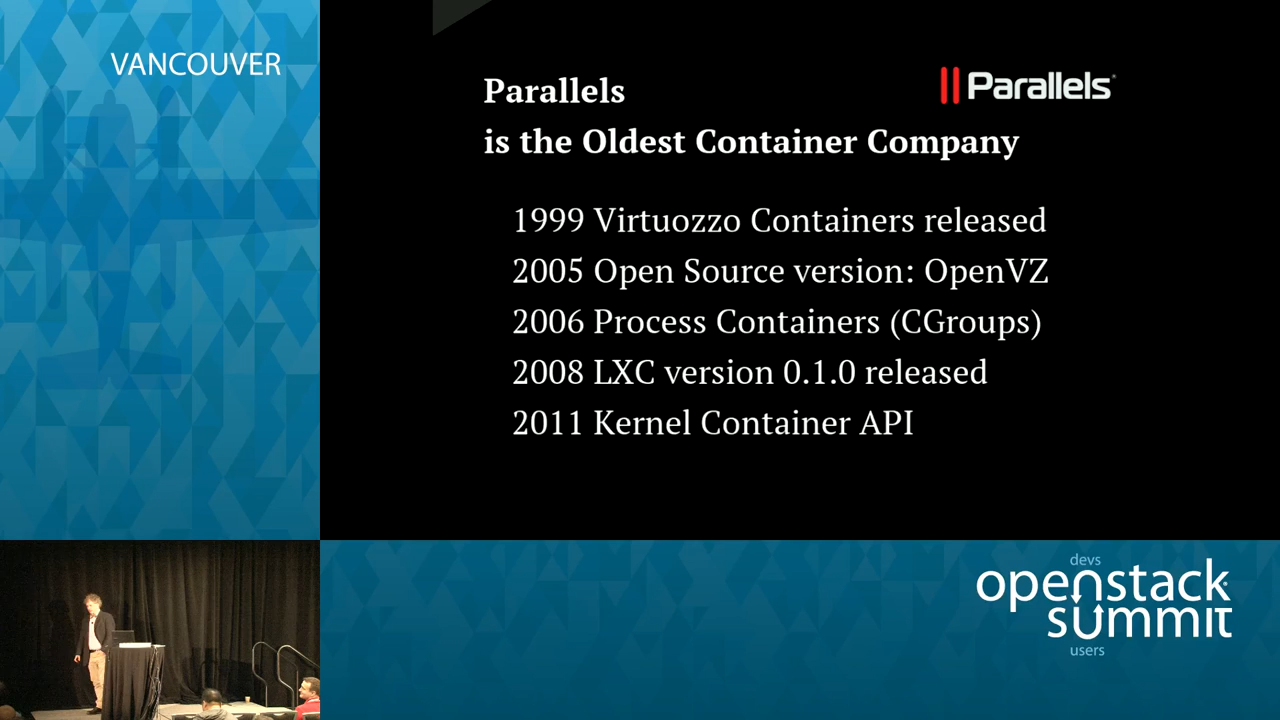 VANCOUVER
Parallels
is the Oldest Container Company
Parallels
1999 Virtuozzo Containers released
2005 Open Source version: OpenVZ
2006 Process Containers (CGroups)
2008 LXC version 0.1.0 released
2011 Kernel Container API
devs
openstack
summit
users